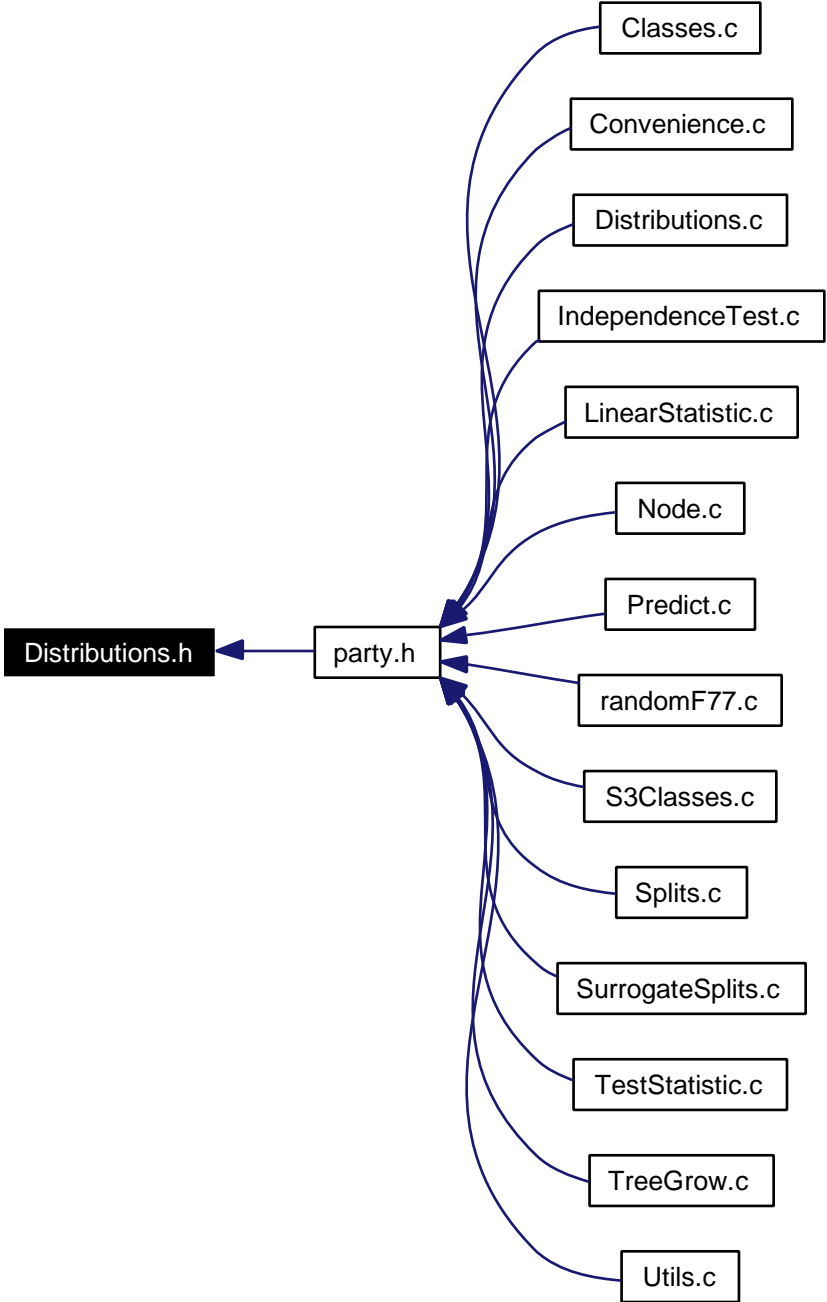 Classes.c
Convenience.c
Distributions.c
IndependenceTest.c
LinearStatistic.c
Node.c
Predict.c
Distributions.h
party.h
randomF77.c
S3Classes.c
Splits.c
SurrogateSplits.c
TestStatistic.c
TreeGrow.c
Utils.c